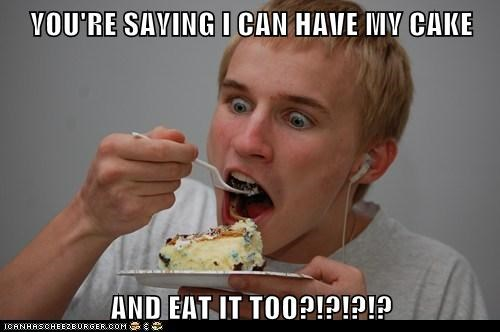 YOU'RE SAYING I CAN HAVE MY CAKE
AND EAT IT TOO?!?!?!?
ICANHASCHEEZBURGER.COM